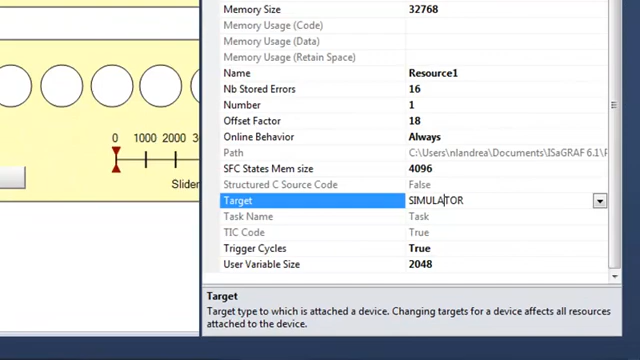 Memory Size 32768
Memory Usage (Code)
Memory Usage (Data)
Memory Usage (Retain Space)
Name Resource1
Nb Stored Errors 16
Number 1
0 1000 2000
Offset Factor 18
Online Behavior Always
Path C:\Users\nlandrea\Documents\ISaGRAF 6.1\
SFC States Mem size 4096
Slider
Structured C Source Code False
Target SIMULATOR
Task Name Task
TIC Code True
Trigger Cycles True
User Variable Size 2048
Target
Target type to which is attached a device. Changing targets for a device affects all resources
attached to the device.